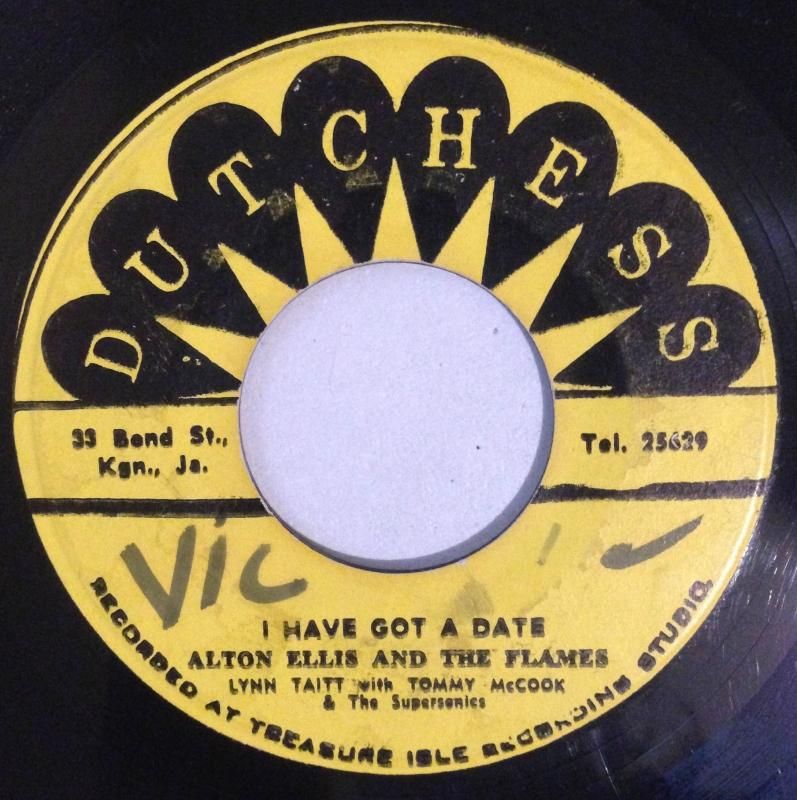 DUTCHESS
33 Bond St.,
Kgn., Ja.
Tel. 25629
Vic
I HAVE GOT A DATE
ALTON ELLIS AND THE FLAMES
LYNN TAITT with TOMMY McCOOK
& The Supersonics
RECORDED AT TREASURE ISLE RECORDING STUDIO